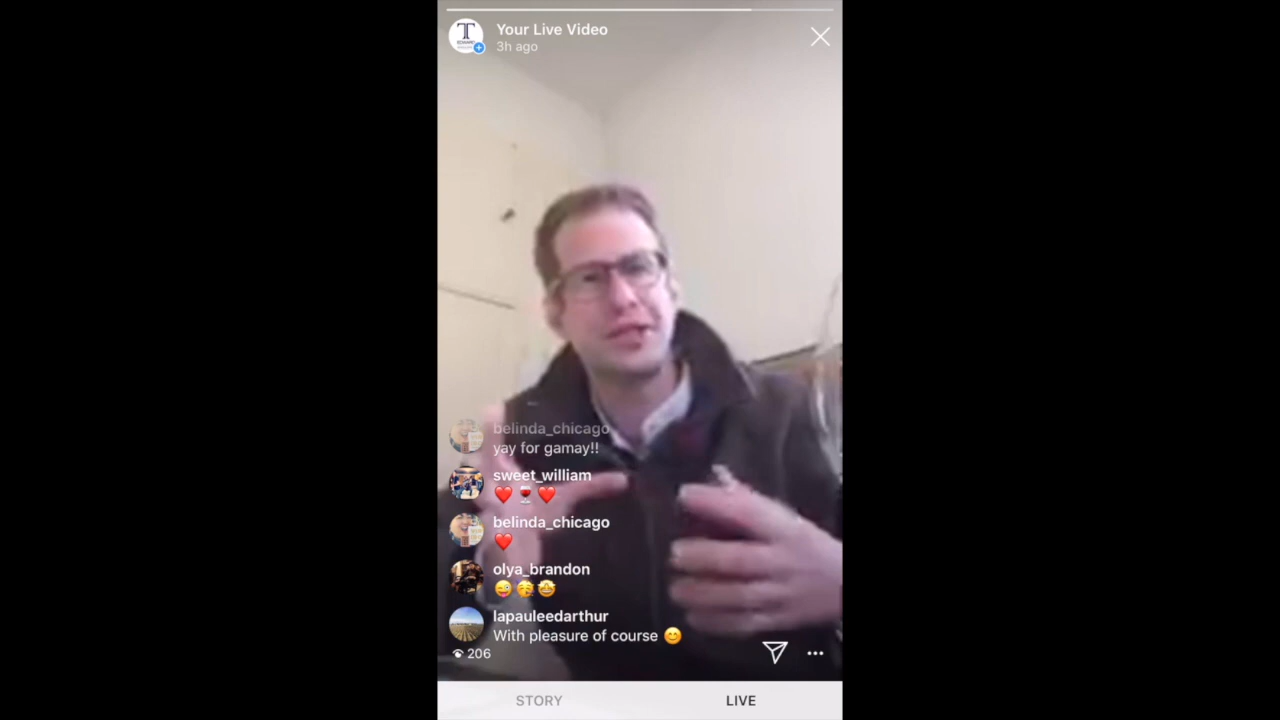 T
Your Live Video
3h ago
belinda_chicago
yay for gamay!!
sweet_william
❤️🍷❤️
belinda_chicago
❤️
olya_brandon
😜🥳🤩
lapauleedarthur
With pleasure of course 😊
206
STORY
LIVE